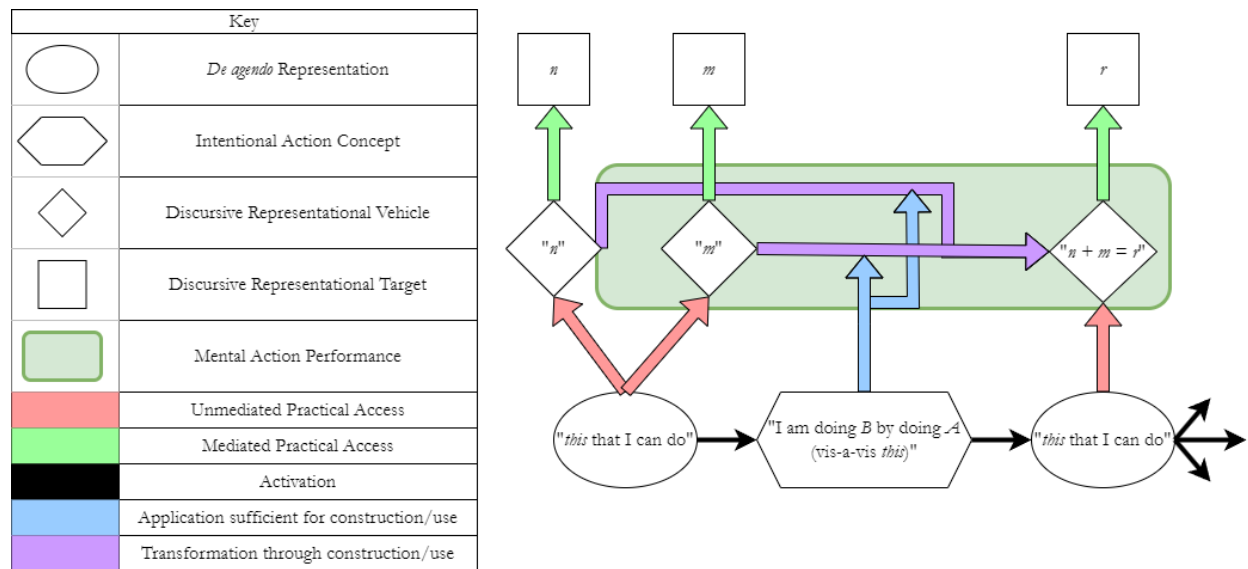 Key
De agendo Representation
Intentional Action Concept
Discursive Representational Vehicle
Discursive Representational Target
Mental Action Performance
Unmediated Practical Access
Mediated Practical Access
Activation
Application sufficient for construction/use
Transformation through construction/use
n
m
r
"n"
"m"
"n + m = r"
"this that I can do"
"I am doing B by doing A
(vis-a-vis this)"
"this that I can do"